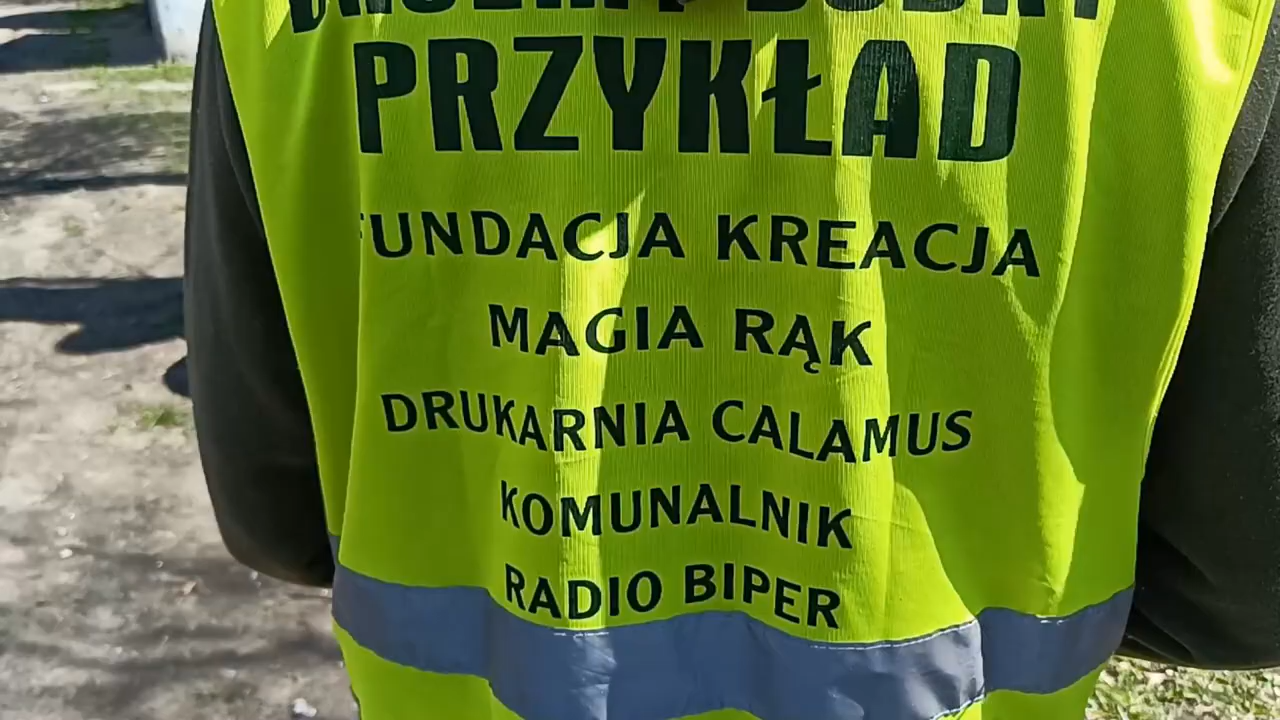 PRZYKŁAD
FUNDACJA KREACJA
MAGIA RĄK
DRUKARNIA CALAMUS
KOMUNALNIK
RADIO BIPER